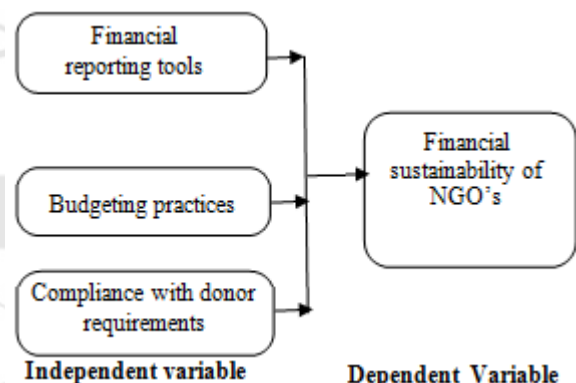 Financial
reporting tools
Financial
sustainability of
NGO's
Budgeting practices
Compliance with donor
requirements
Independent variable
Dependent Variable